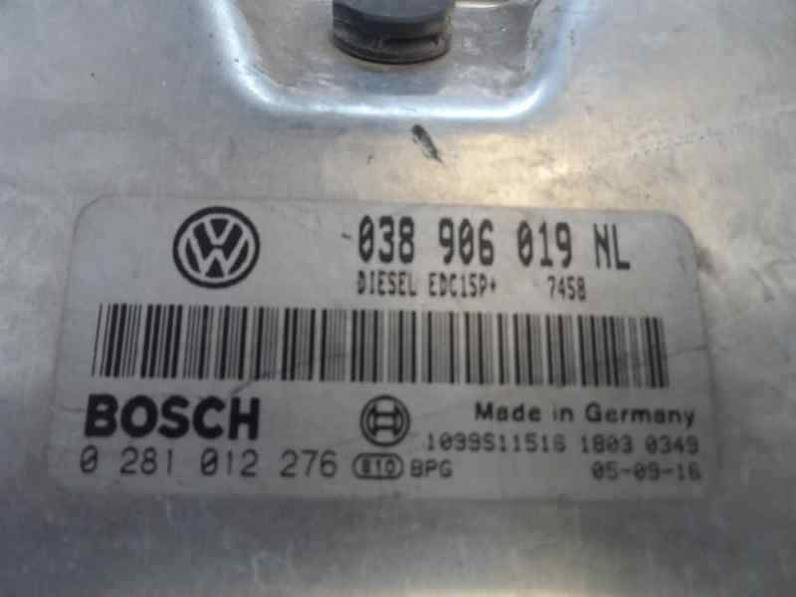 038 906 019 NL
DIESEL EDC15P+ 7458
BOSCH
Made in Germany
1039S11516 1803 0349
0 281 012 276 810 BPG
05-09-16